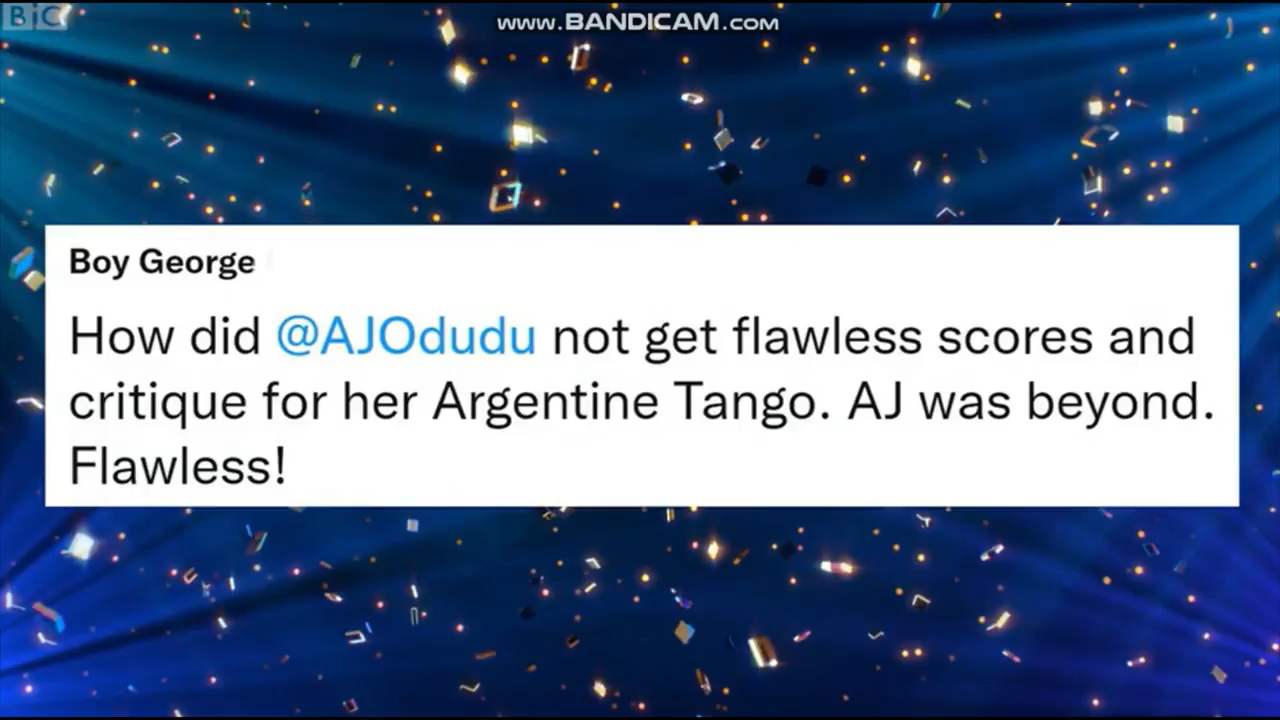 www.BANDICAM.com
Boy George
How did @AJOdudu not get flawless scores and
critique for her Argentine Tango. AJ was beyond.
Flawless!